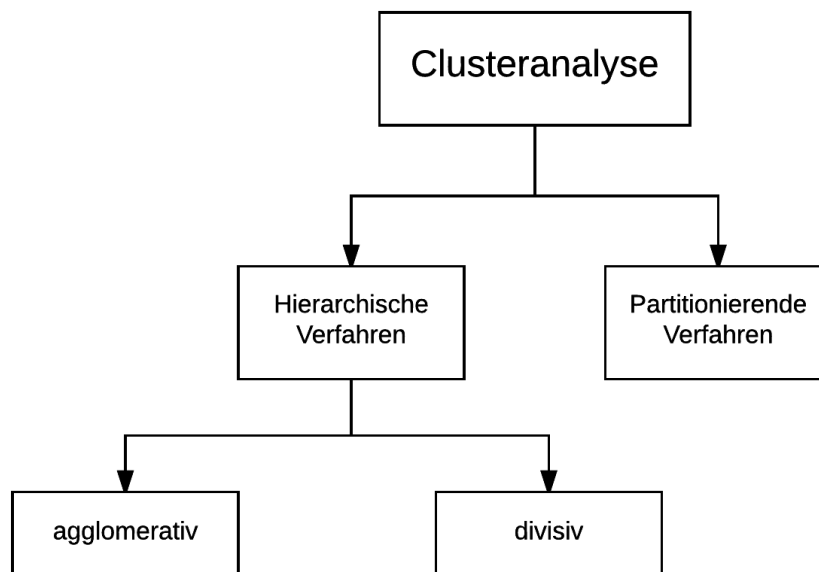 Clusteranalyse
Hierarchische
Verfahren
Partitionierende
Verfahren
agglomerativ
divisiv